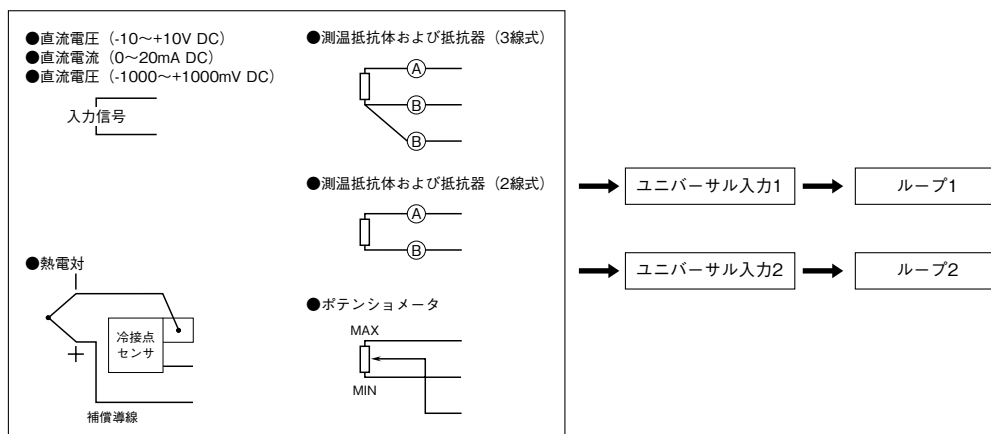 ●直流電圧（-10～+10V DC）
●直流電流（0～20mA DC）
●直流電圧（-1000～+1000mV DC）
入力信号
●熱電対
冷接点
センサ
+
補償導線
●測温抵抗体および抵抗器（3線式）
A
B
B
●測温抵抗体および抵抗器（2線式）
A
B
●ポテンショメータ
MAX
MIN
ユニバーサル入力1
ループ1
ユニバーサル入力2
ループ2